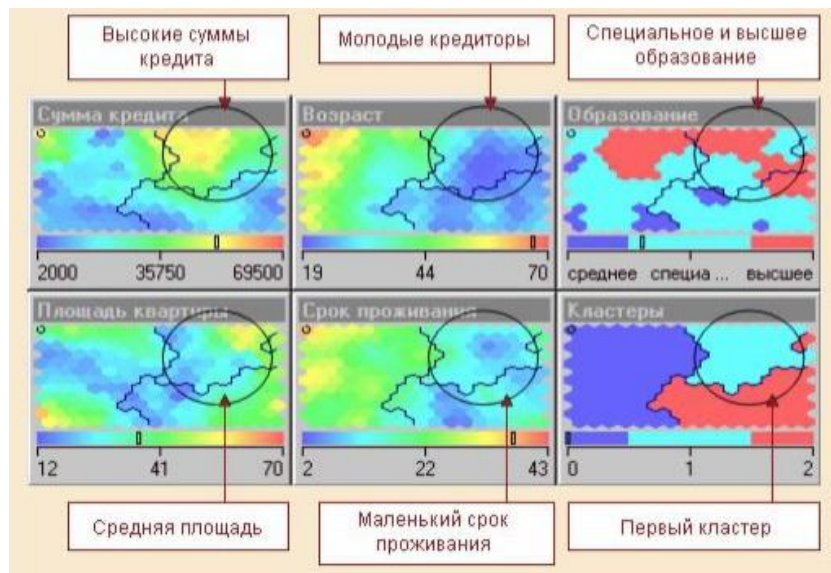 Высокие суммы
кредита
Молодые кредиторы
Специальное и высшее
образование
Сумма кредита
Возраст
Образование
2000 35750 69500
19 44 70
среднее специа ... высшее
Площадь квартиры
Срок проживания
Кластеры
12 41 70
2 22 43
0 1 2
Средняя площадь
Маленький срок
проживания
Первый кластер